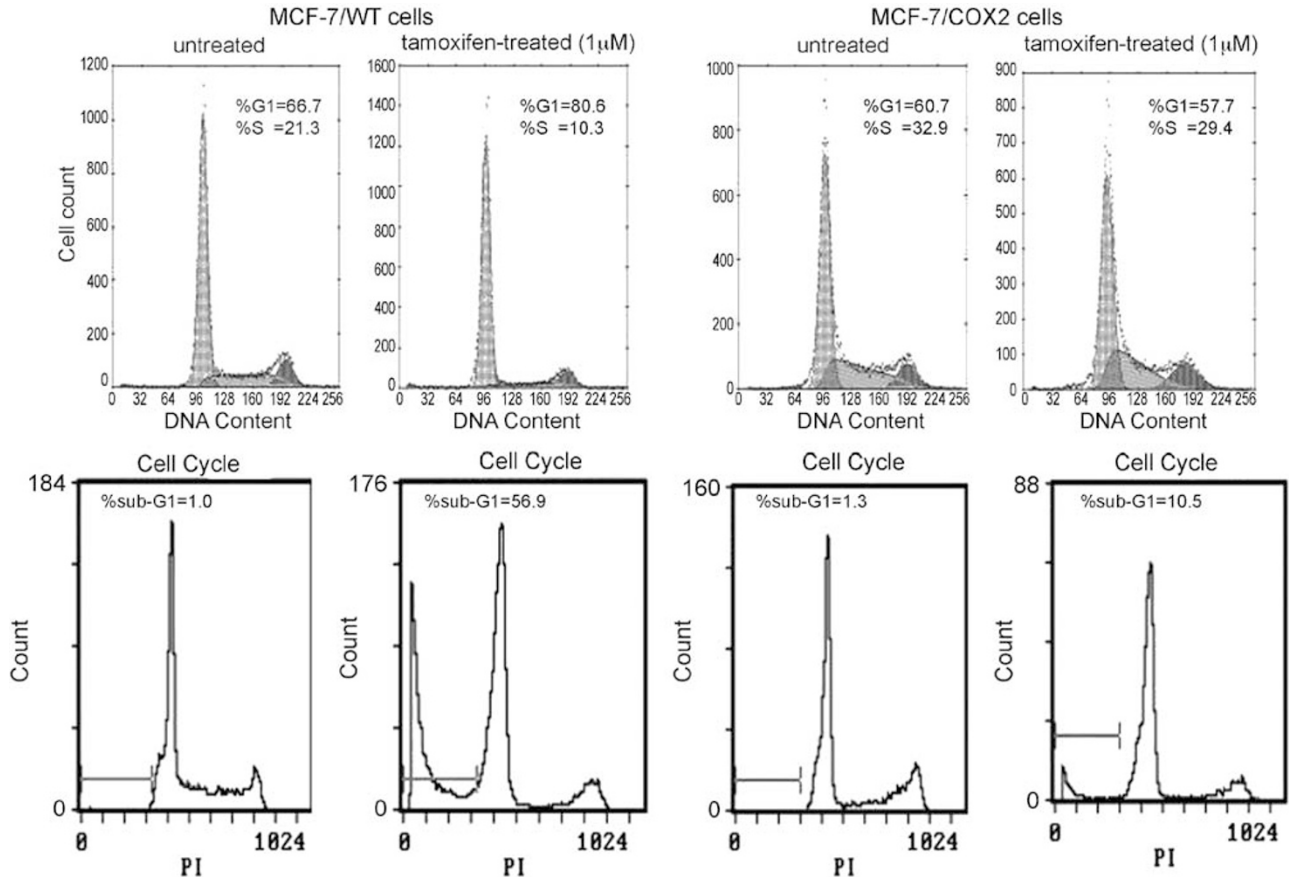 MCF-7/WT cells
MCF-7/COX2 cells
untreated
tamoxifen-treated (1μM)
untreated
tamoxifen-treated (1μM)
Cell count
1200
1000
800
600
400
200
0
%G1=66.7
%S =21.3
0 32 64 96 128 160 192 224 256
DNA Content
1600
1400
1200
1000
800
600
400
200
0
%G1=80.6
%S =10.3
0 32 64 96 128 160 192 224 256
DNA Content
1000
800
600
400
200
0
%G1=60.7
%S =32.9
0 32 64 96 128 160 192 224 256
DNA Content
900
800
700
600
500
400
300
200
100
0
%G1=57.7
%S =29.4
0 32 64 96 128 160 192 224 256
DNA Content
Cell Cycle
184
%sub-G1=1.0
Count
0
0 1024
PI
Cell Cycle
176
%sub-G1=56.9
Count
0
0 1024
PI
Cell Cycle
160
%sub-G1=1.3
Count
0
0 1024
PI
Cell Cycle
88
%sub-G1=10.5
Count
0
0 1024
PI